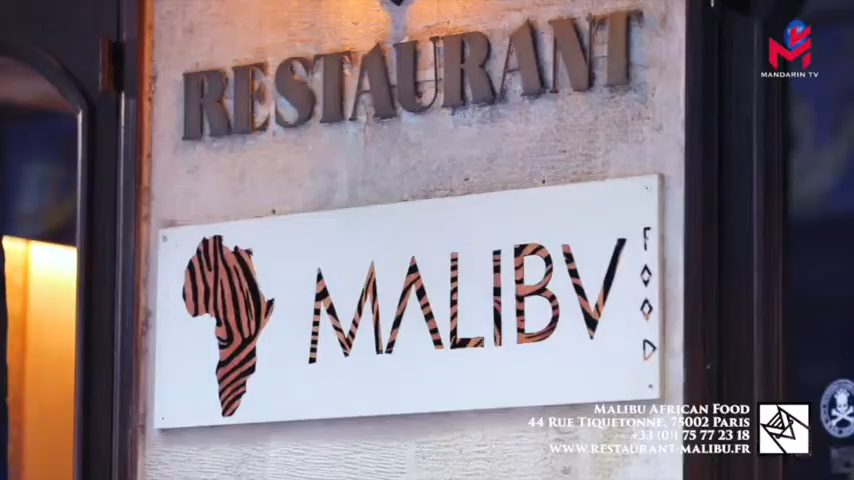 RESTAURANT
MANDARIN TV
MALIBV
FOOD
MALIBU AFRICAN FOOD
44 RUE TIQUETONNE, 75002 PARIS
+33 (0)1 75 77 23 18
WWW.RESTAURANT-MALIBU.FR